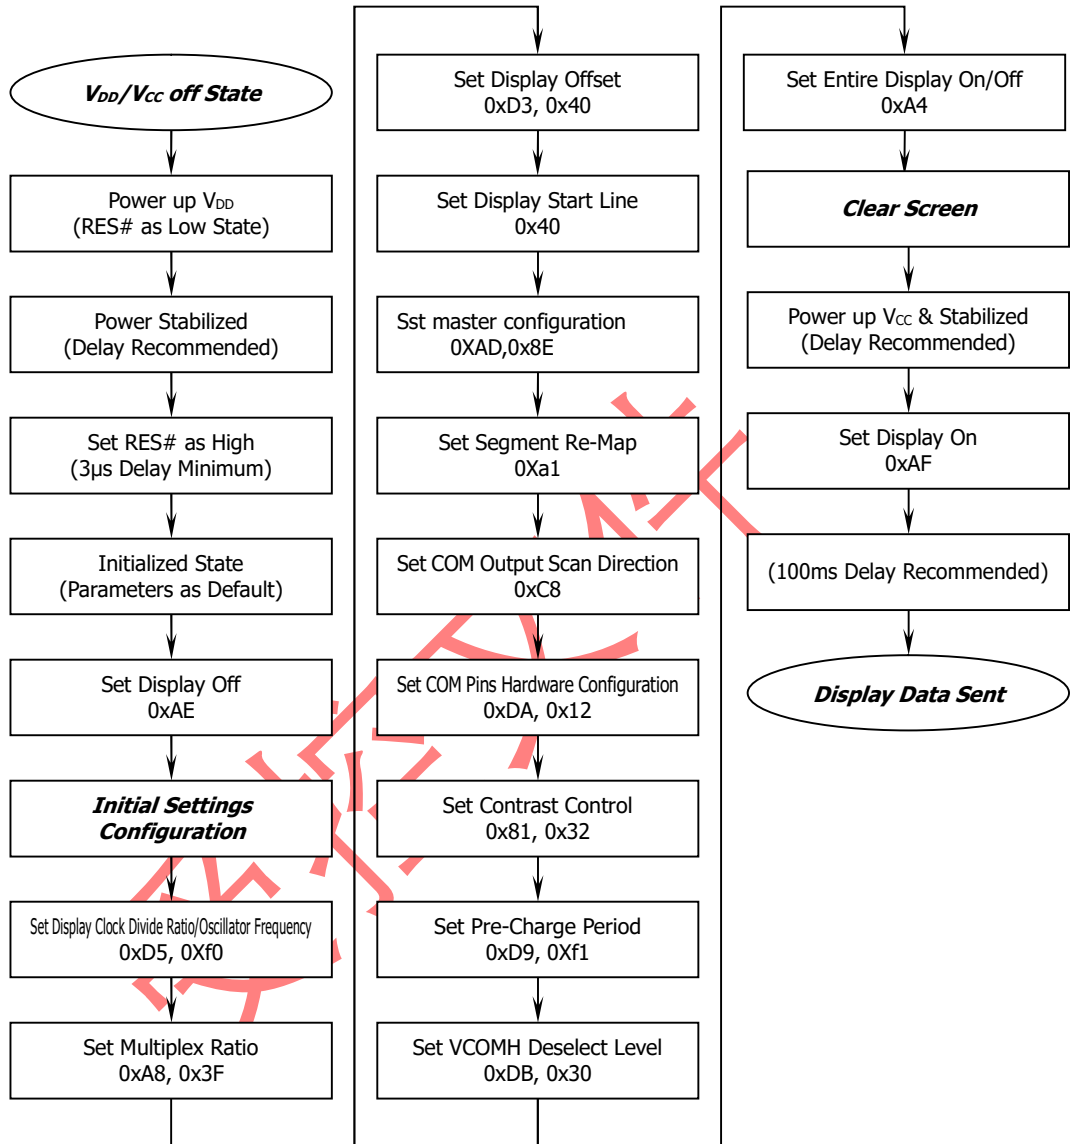 V_DD/V_CC off State
Power up V_DD
(RES# as Low State)
Power Stabilized
(Delay Recommended)
Set RES# as High
(3µs Delay Minimum)
Initialized State
(Parameters as Default)
Set Display Off
0xAE
Initial Settings
Configuration
Set Display Clock Divide Ratio/Oscillator Frequency
0xD5, 0Xf0
Set Multiplex Ratio
0xA8, 0x3F
Set Display Offset
0xD3, 0x40
Set Display Start Line
0x40
Sst master configuration
0XAD,0x8E
Set Segment Re-Map
0Xa1
Set COM Output Scan Direction
0xC8
Set COM Pins Hardware Configuration
0xDA, 0x12
Set Contrast Control
0x81, 0x32
Set Pre-Charge Period
0xD9, 0Xf1
Set VCOMH Deselect Level
0xDB, 0x30
Set Entire Display On/Off
0xA4
Clear Screen
Power up V_CC & Stabilized
(Delay Recommended)
Set Display On
0xAF
(100ms Delay Recommended)
Display Data Sent